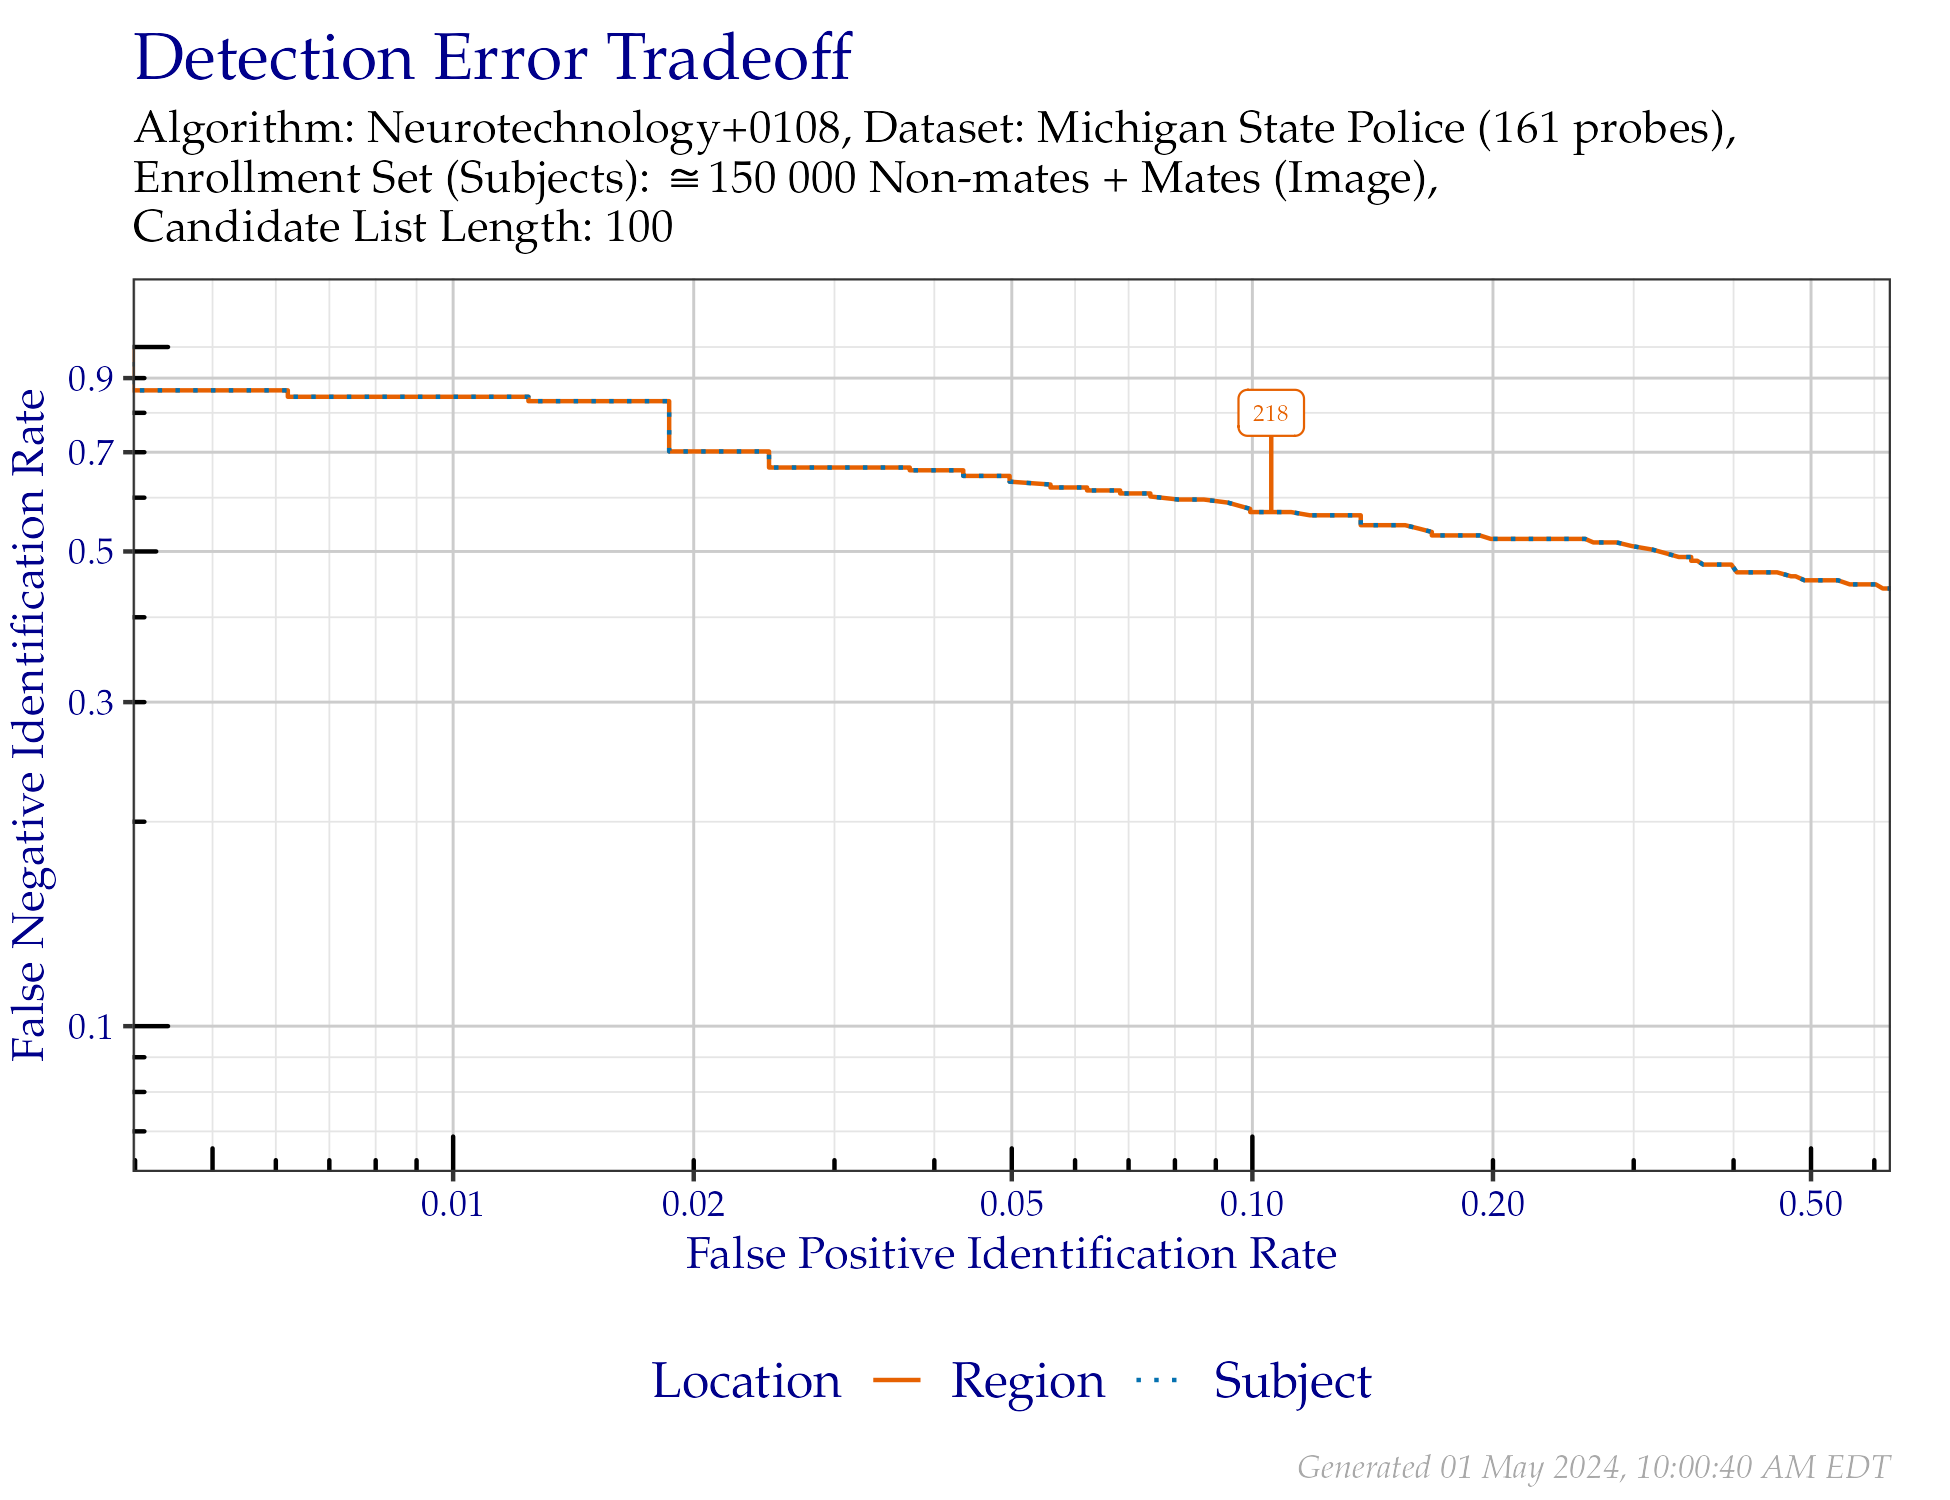 Detection Error Tradeoff
Algorithm: Neurotechnology+0108, Dataset: Michigan State Police (161 probes),
Enrollment Set (Subjects): ≅150 000 Non-mates + Mates (Image),
Candidate List Length: 100
False Negative Identification Rate
0.9
0.7
0.5
0.3
0.1
218
0.01 0.02 0.05 0.10 0.20 0.50
False Positive Identification Rate
Location Region Subject
Generated 01 May 2024, 10:00:40 AM EDT